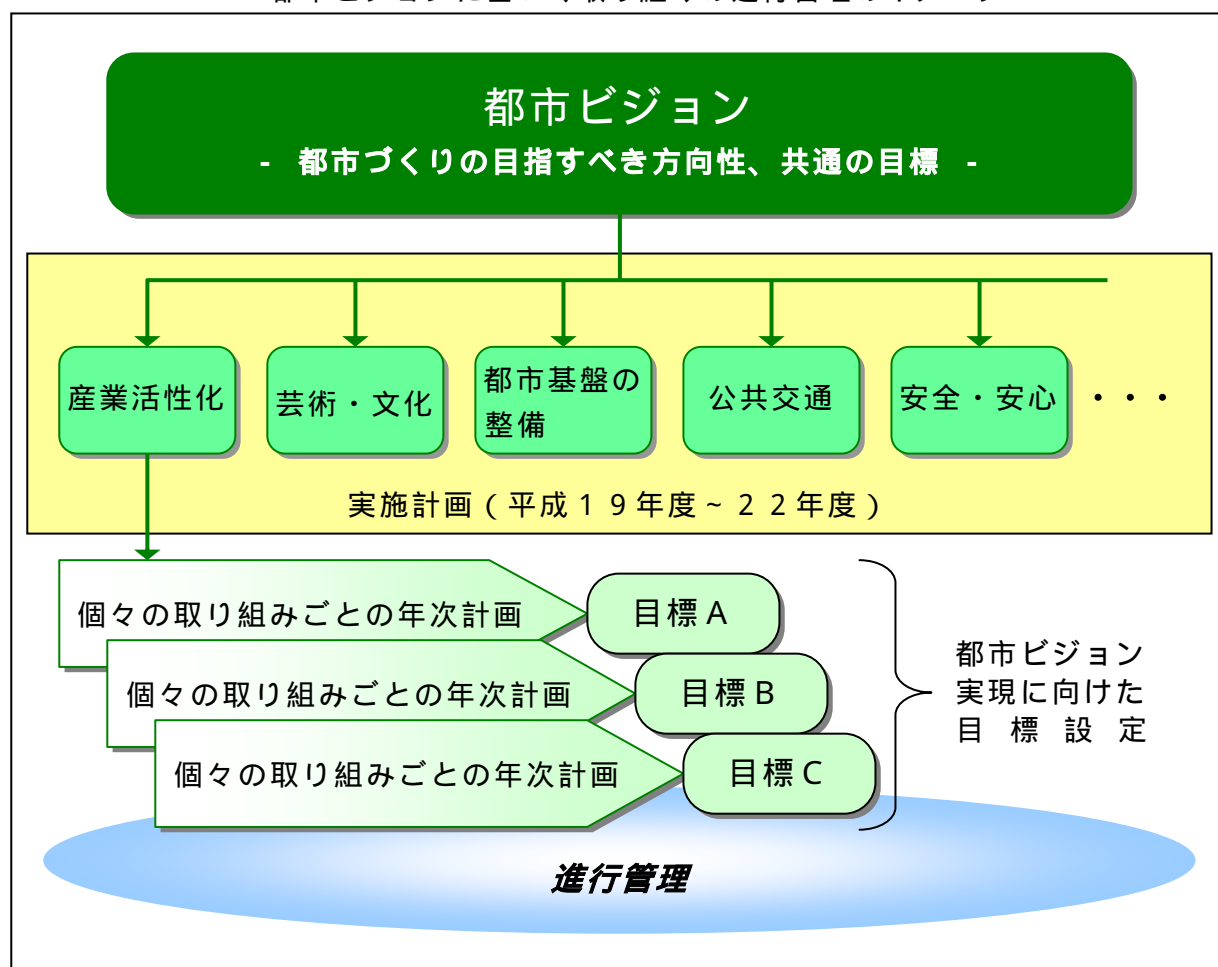 都市ビジョン
- 都市づくりの目指すべき方向性、共通の目標 -
産業活性化
芸術・文化
都市基盤の
整備
公共交通
安全・安心
・・・
実施計画(平成19年度~22年度)
個々の取り組みごとの年次計画
目標A
個々の取り組みごとの年次計画
目標B
個々の取り組みごとの年次計画
目標C
都市ビジョン
実現に向けた
目標設定
進行管理